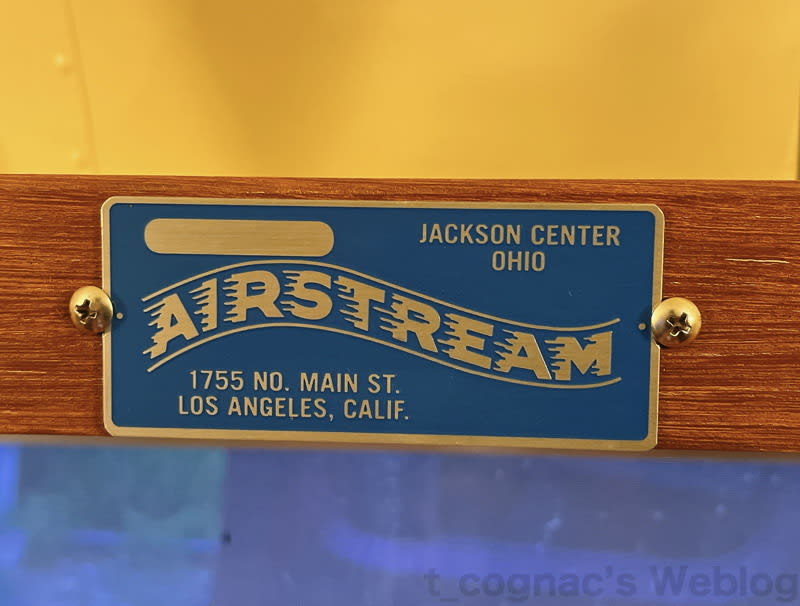 JACKSON CENTER
OHIO
AIRSTREAM
1755 NO. MAIN ST.
LOS ANGELES, CALIF.
t_cognac's Weblog